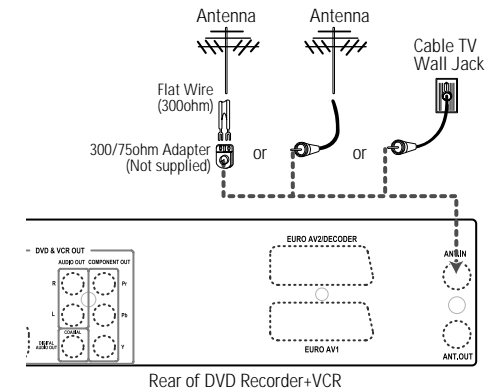 Antenna Antenna
Cable TV
Wall Jack
Flat Wire
(300ohm)
300/75ohm Adapter
(Not supplied)
or or
DVD & VCR OUT
AUDIO OUT COMPONENT OUT
EURO AV2/DECODER
ANT.IN
R Pr
L Pb
COAXIAL
DIGITAL
AUDIO OUT
Y
EURO AV1
ANT.OUT
Rear of DVD Recorder+VCR